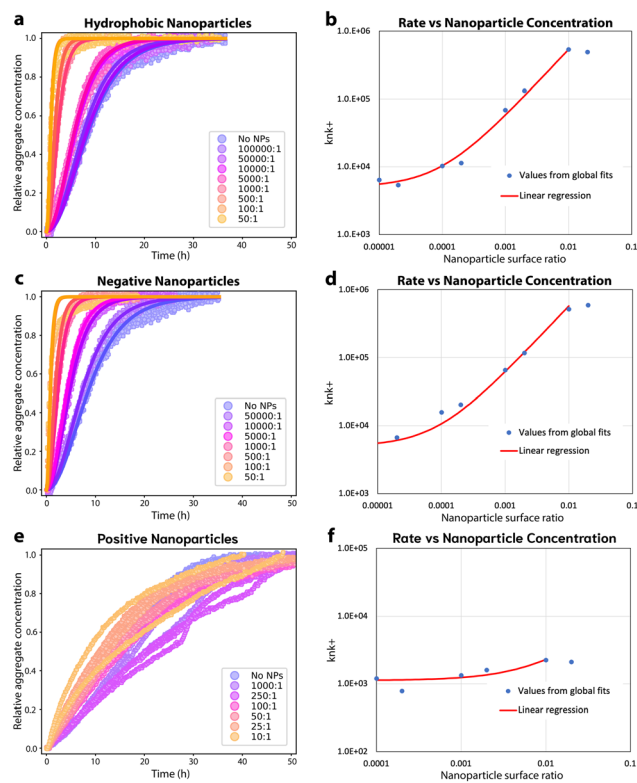 a
Hydrophobic Nanoparticles
Relative aggregate concentration
1.0
0.8
0.6
0.4
0.2
0.0
No NPs
100000:1
50000:1
10000:1
5000:1
1000:1
500:1
100:1
50:1
0 10 20 30 40 50
Time (h)
b
Rate vs Nanoparticle Concentration
knk+
1.0E+06
1.0E+05
1.0E+04
1.0E+03
Values from global fits
Linear regression
0.00001 0.0001 0.001 0.01 0.1
Nanoparticle surface ratio
c
Negative Nanoparticles
Relative aggregate concentration
1.0
0.8
0.6
0.4
0.2
0.0
No NPs
50000:1
10000:1
5000:1
1000:1
500:1
100:1
50:1
0 10 20 30 40 50
Time (h)
d
Rate vs Nanoparticle Concentration
knk+
1.0E+06
1.0E+05
1.0E+04
1.0E+03
Values from global fits
Linear regression
0.00001 0.0001 0.001 0.01 0.1
Nanoparticle surface ratio
e
Positive Nanoparticles
Relative aggregate concentration
1.0
0.8
0.6
0.4
0.2
0.0
No NPs
1000:1
250:1
100:1
50:1
25:1
10:1
0 10 20 30 40 50
Time (h)
f
Rate vs Nanoparticle Concentration
knk+
1.0E+05
1.0E+04
1.0E+03
1.0E+02
Values from global fits
Linear regression
0.0001 0.001 0.01 0.1
Nanoparticle surface ratio